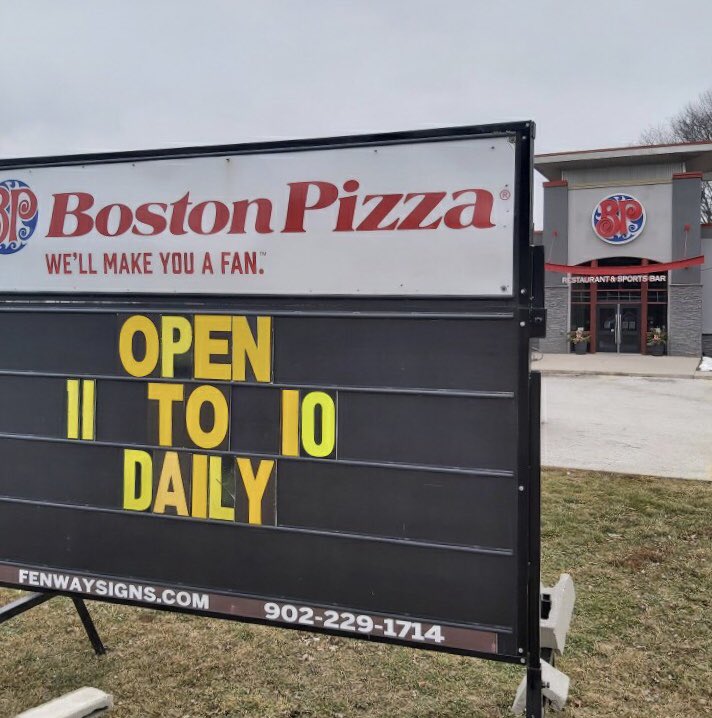 BP Boston Pizza®
WE'LL MAKE YOU A FAN.™
OPEN
11 TO 10
DAILY
FENWAYSIGNS.COM 902-229-1714
BP
RESTAURANT & SPORTS BAR